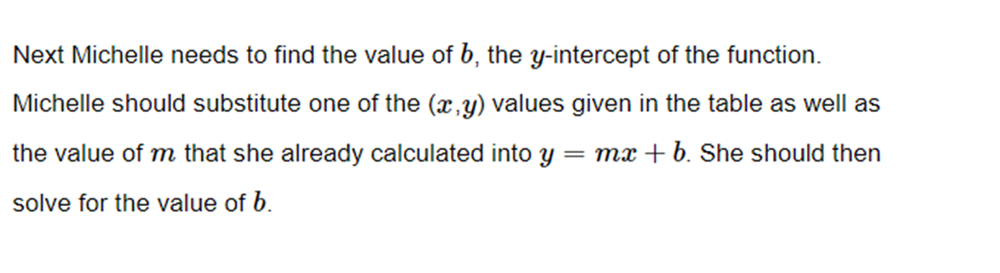 Next Michelle needs to find the value of b, the y-intercept of the function.
Michelle should substitute one of the (x,y) values given in the table as well as
the value of m that she already calculated into y = mx + b. She should then
solve for the value of b.